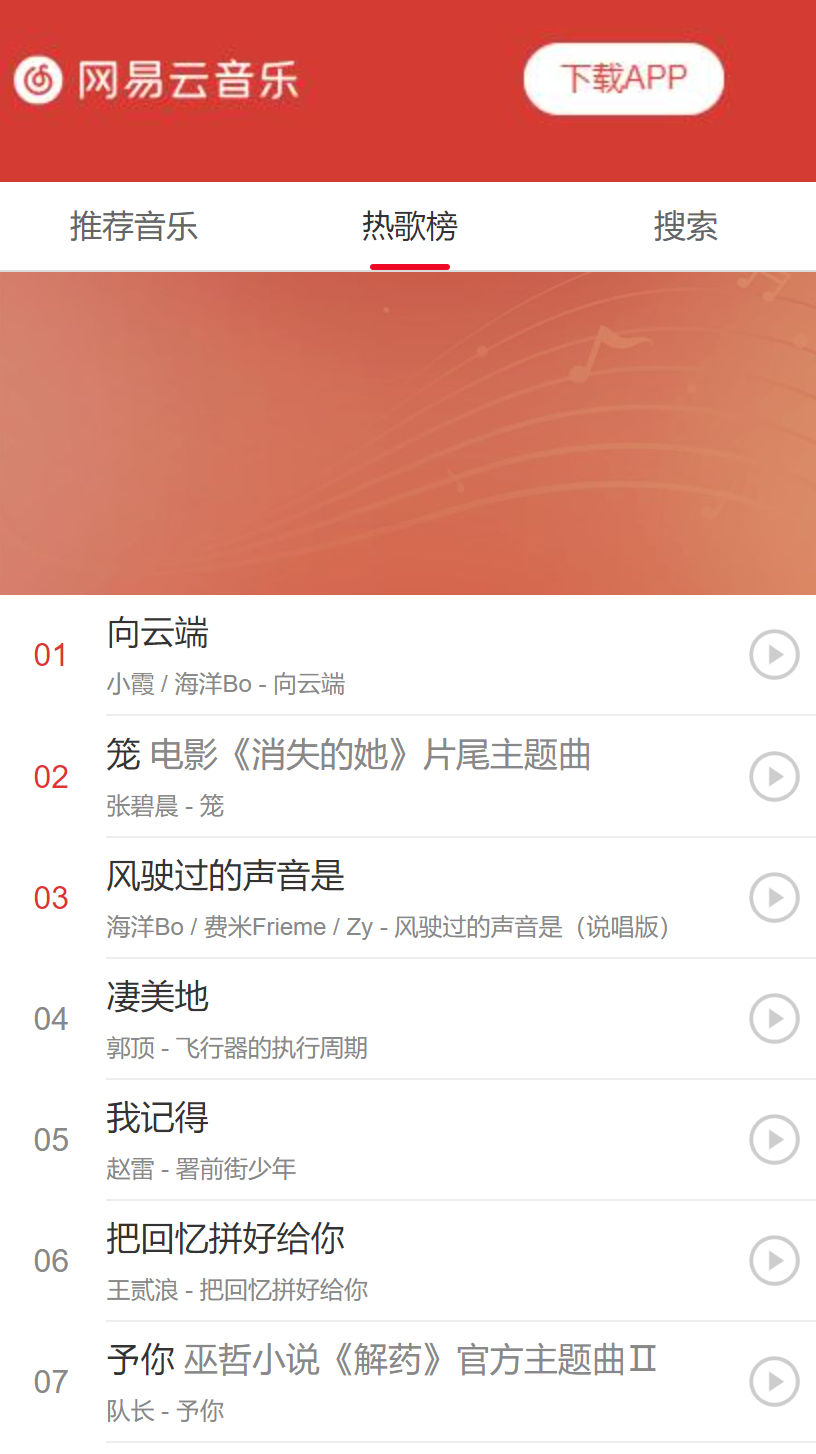 网易云音乐
下载APP
推荐音乐 热歌榜 搜索
01
向云端
小霞 / 海洋Bo - 向云端
02
笼 电影《消失的她》片尾主题曲
张碧晨 - 笼
03
风驶过的声音是
海洋Bo / 费米Frieme / Zy - 风驶过的声音是（说唱版）
04
凄美地
郭顶 - 飞行器的执行周期
05
我记得
赵雷 - 署前街少年
06
把回忆拼好给你
王贰浪 - 把回忆拼好给你
07
予你 巫哲小说《解药》官方主题曲Ⅱ
队长 - 予你